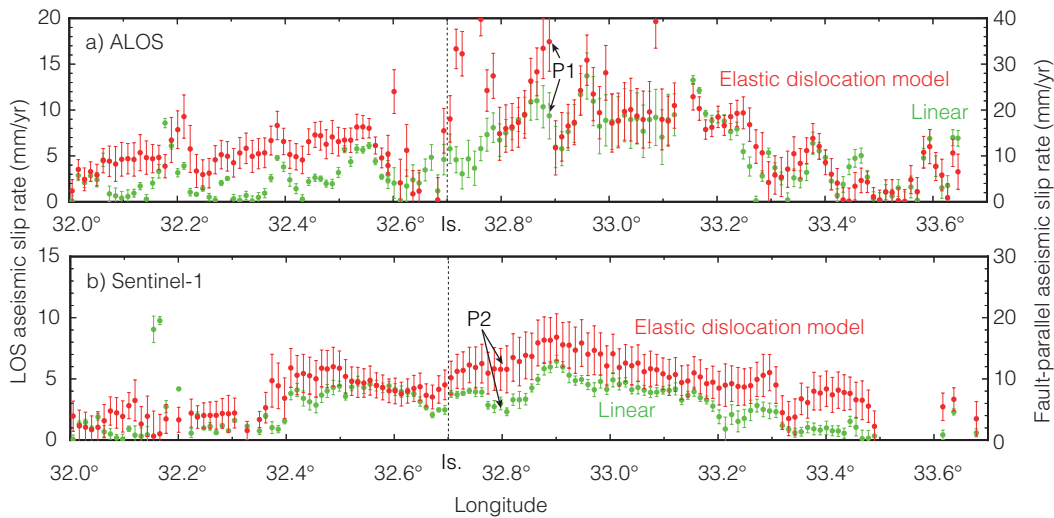 20
15
10
5
0
a) ALOS
P1
Elastic dislocation model
Linear
40
30
20
10
0
32.0
32.2
32.4
32.6
Is.
32.8
33.0°
33.2°
33.4°
33.6°
LOS aseismic slip rate (mm/yr)
Fault-parallel aseismic slip rate (mm/yr)
15
10
5
0
b) Sentinel-1
P2
Elastic dislocation model
Linear
30
20
10
0
32.0°
32.2°
32.4°
32.6°
Is.
32.8°
33.0°
33.2°
33.4°
33.6°
Longitude